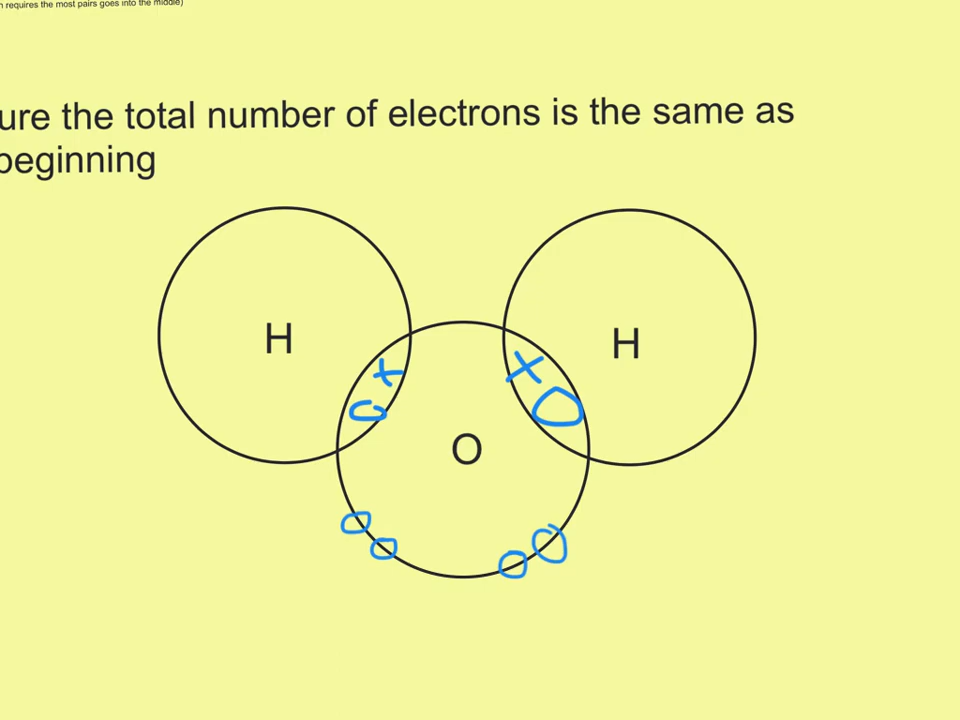 n requires the most pairs goes into the middle)
ure the total number of electrons is the same as
beginning
H
H
x
x
o
o
O
o
o
o
o